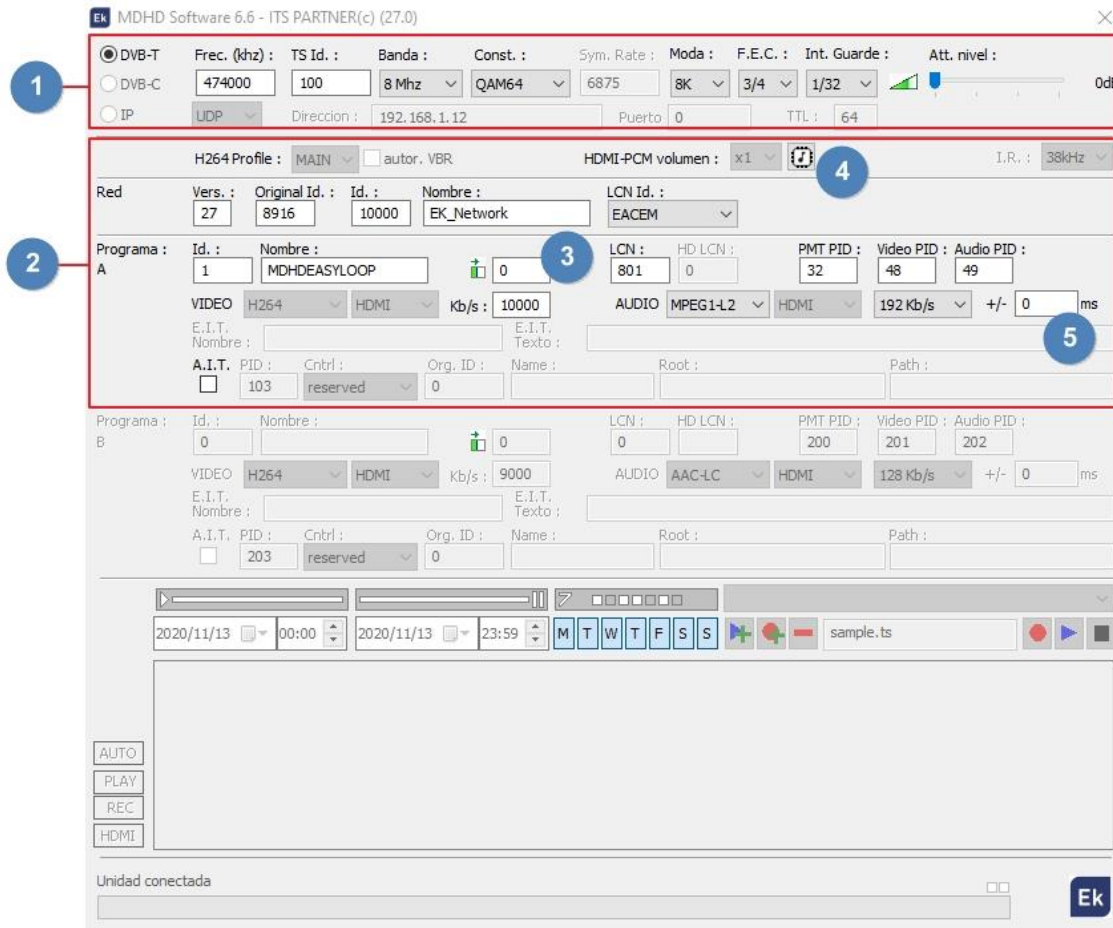 Ek MDHD Software 6.6 - ITS PARTNER(c) (27.0)
DVB-T Frec. (khz) : TS Id. : Banda : Const. : Sym. Rate : Moda : F.E.C. : Int. Guarde : Att. nivel :
1
DVB-C 474000 100 8 Mhz QAM64 6875 8K 3/4 1/32 0dB
IP UDP Direccion : 192.168.1.12 Puerto 0 TTL : 64
H264 Profile : MAIN autor. VBR HDMI-PCM volumen : x1 4 I.R. : 38kHz
Red Vers. : Original Id. : Id. : Nombre : LCN Id. :
27 8916 10000 EK_Network EACEM
2
Programa : Id. : Nombre : LCN : HD LCN : PMT PID : Video PID : Audio PID :
A 1 MDHDEASYLOOP 0 3 801 0 32 48 49
VIDEO H264 HDMI Kb/s : 10000 AUDIO MPEG1-L2 HDMI 192 Kb/s +/- 0 ms
5
E.I.T. Nombre : E.I.T. Texto :
A.I.T. PID : Cntrl : Org. ID : Name : Root : Path :
103 reserved 0
Programa : Id. : Nombre : LCN : HD LCN : PMT PID : Video PID : Audio PID :
B 0 0 0 200 201 202
VIDEO H264 HDMI Kb/s : 9000 AUDIO AAC-LC HDMI 128 Kb/s +/- 0 ms
E.I.T. Nombre : E.I.T. Texto :
A.I.T. PID : Cntrl : Org. ID : Name : Root : Path :
203 reserved 0
2020/11/13 00:00 2020/11/13 23:59 M T W T F S S sample.ts
AUTO
PLAY
REC
HDMI
Unidad conectada
Ek